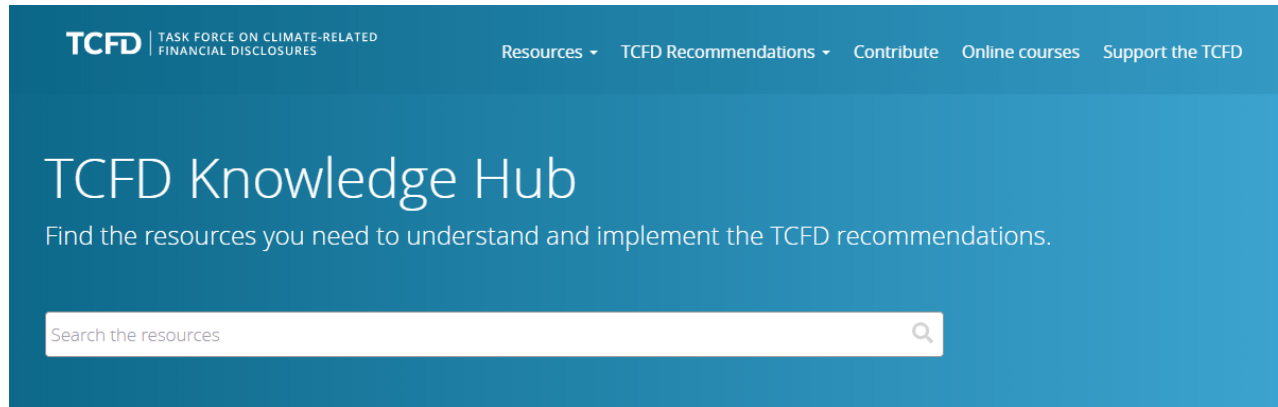 TCFD TASK FORCE ON CLIMATE-RELATED
FINANCIAL DISCLOSURES
Resources TCFD Recommendations Contribute Online courses Support the TCFD
TCFD Knowledge Hub
Find the resources you need to understand and implement the TCFD recommendations.
Search the resources